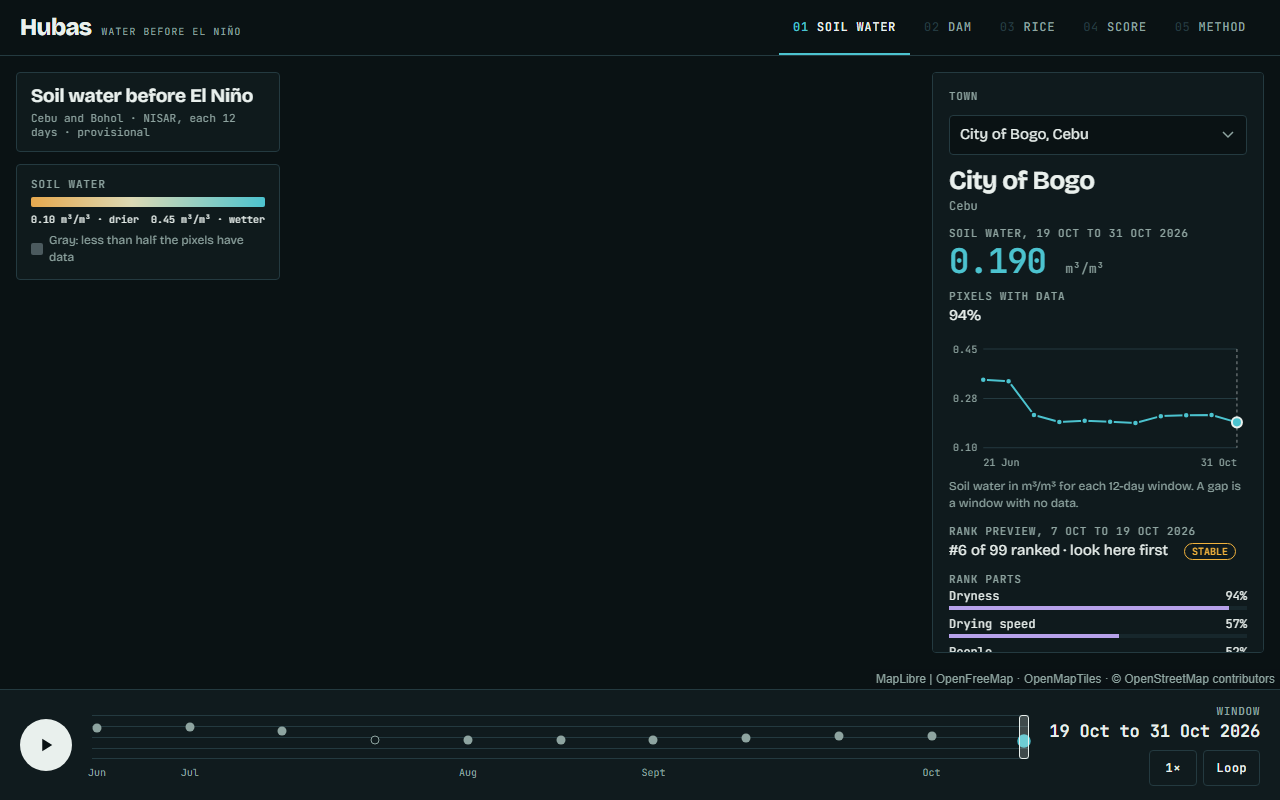 Hubas WATER BEFORE EL NIÑO
01 SOIL WATER 02 DAM 03 RICE 04 SCORE 05 METHOD
Soil water before El Niño
Cebu and Bohol · NISAR, each 12
days · provisional
SOIL WATER
0.10 m³/m³ · drier 0.45 m³/m³ · wetter
Gray: less than half the pixels have
data
TOWN
City of Bogo, Cebu
City of Bogo
Cebu
SOIL WATER, 19 OCT TO 31 OCT 2026
0.190 m³/m³
PIXELS WITH DATA
94%
0.45
0.28
0.10
21 Jun 31 Oct
Soil water in m³/m³ for each 12-day window. A gap is
a window with no data.
RANK PREVIEW, 7 OCT TO 19 OCT 2026
#6 of 99 ranked · look here first STABLE
RANK PARTS
Dryness 94%
Drying speed 57%
People 52%
MapLibre | OpenFreeMap · OpenMapTiles · © OpenStreetMap contributors
Jun Jul Aug Sept Oct
WINDOW
19 Oct to 31 Oct 2026
1× Loop